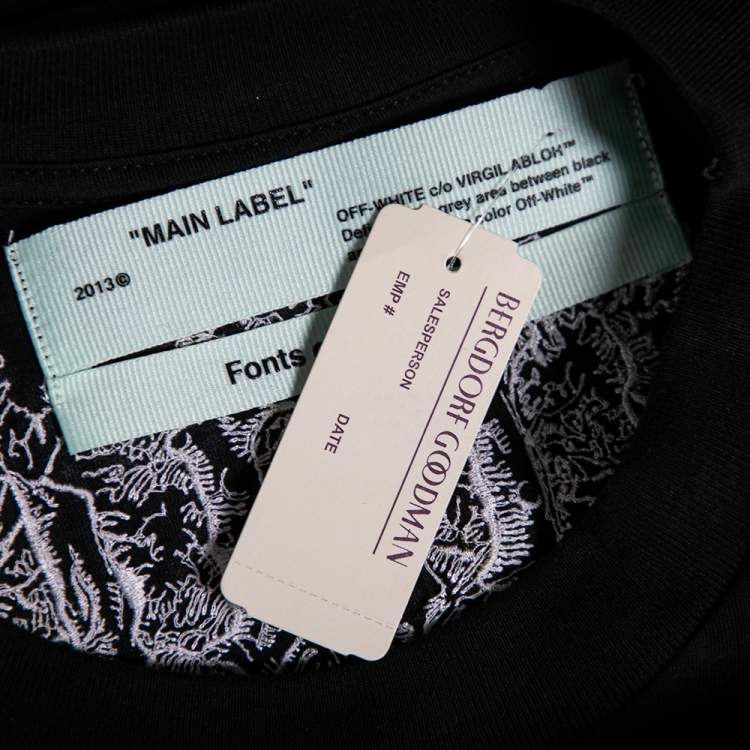 "MAIN LABEL"
2013©
OFF-WHITE c/o VIRGIL ABLOH™
grey area between black
color Off-White™
Fonts
BERGDORF GOODMAN
SALESPERSON
EMP #
DATE